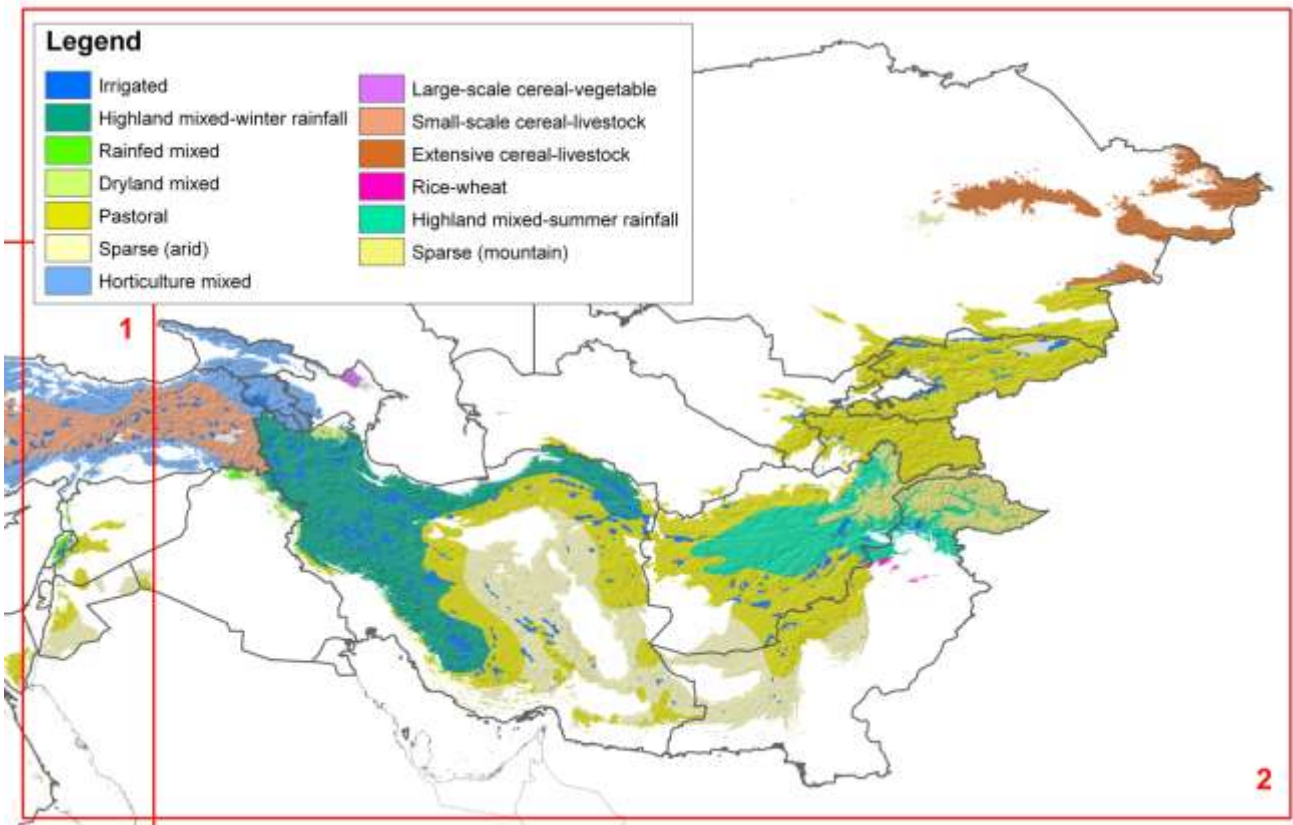 Legend
Irrigated
Highland mixed-winter rainfall
Rainfed mixed
Dryland mixed
Pastoral
Sparse (arid)
Horticulture mixed
Large-scale cereal-vegetable
Small-scale cereal-livestock
Extensive cereal-livestock
Rice-wheat
Highland mixed-summer rainfall
Sparse (mountain)
1
2